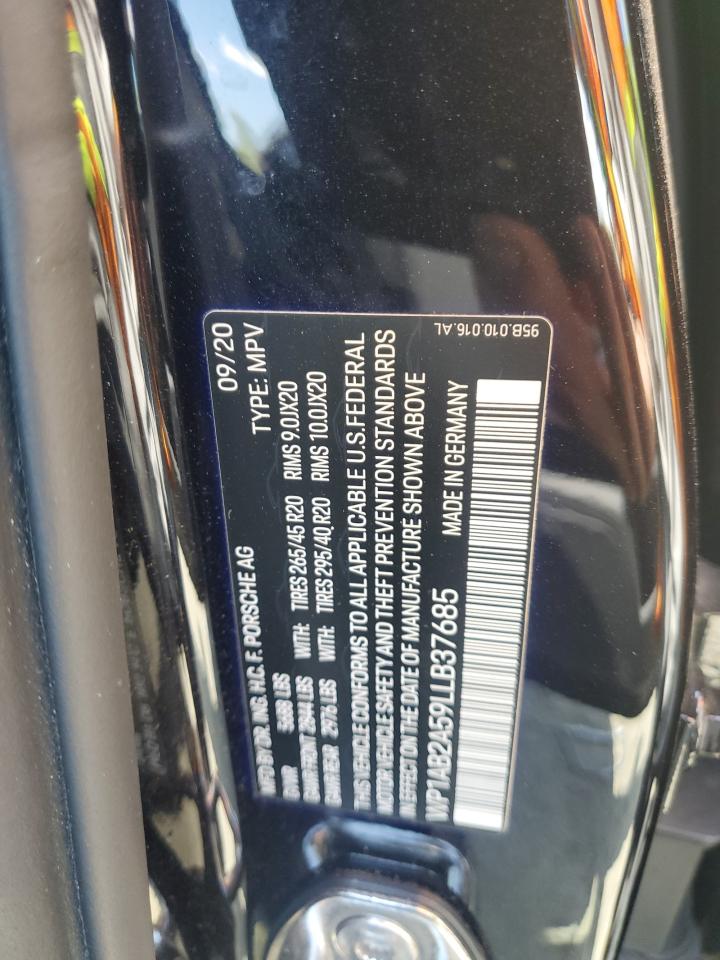 MFD BY DR. ING. H.C. F. PORSCHE AG 09/20
GVWR 5688 LBS TYPE: MPV
GAWR FRONT 2844 LBS WITH: TIRES 265/45 R20 RIMS 9.0JX20
GAWR REAR 2976 LBS WITH: TIRES 295/40 R20 RIMS 10.0JX20
THIS VEHICLE CONFORMS TO ALL APPLICABLE U.S. FEDERAL
MOTOR VEHICLE SAFETY AND THEFT PREVENTION STANDARDS
IN EFFECT ON THE DATE OF MANUFACTURE SHOWN ABOVE
WP1AB2A59LLB37685 MADE IN GERMANY
95B.010.016.AL